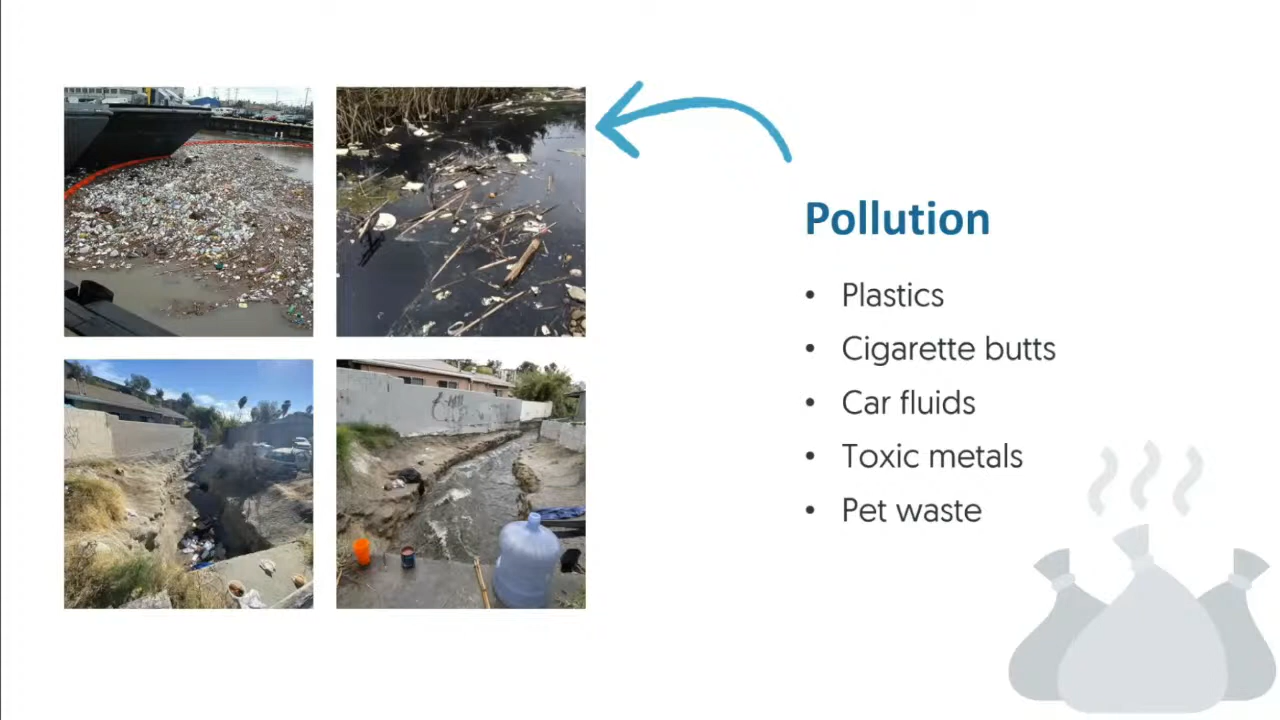 Pollution
• Plastics
• Cigarette butts
• Car fluids
• Toxic metals
• Pet waste